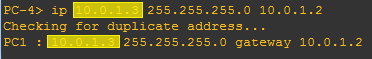 PC-4> ip 10.0.1.3 255.255.255.0 10.0.1.2
Checking for duplicate address...
PC1 : 10.0.1.3 255.255.255.0 gateway 10.0.1.2